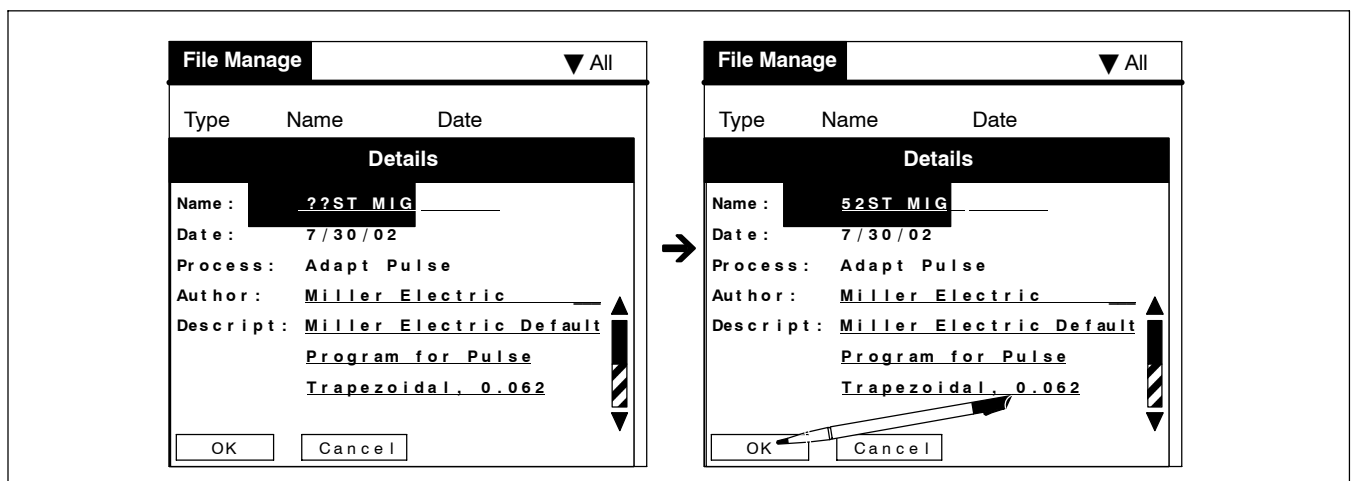 File Manage ▼ All
Type Name Date
Details
Name: ??ST MIG
Date: 7/30/02
Process: Adapt Pulse
Author: Miller Electric
Descript: Miller Electric Default
Program for Pulse
Trapezoidal, 0.062
OK Cancel
File Manage ▼ All
Type Name Date
Details
Name: 52ST MIG
Date: 7/30/02
Process: Adapt Pulse
Author: Miller Electric
Descript: Miller Electric Default
Program for Pulse
Trapezoidal, 0.062
OK Cancel